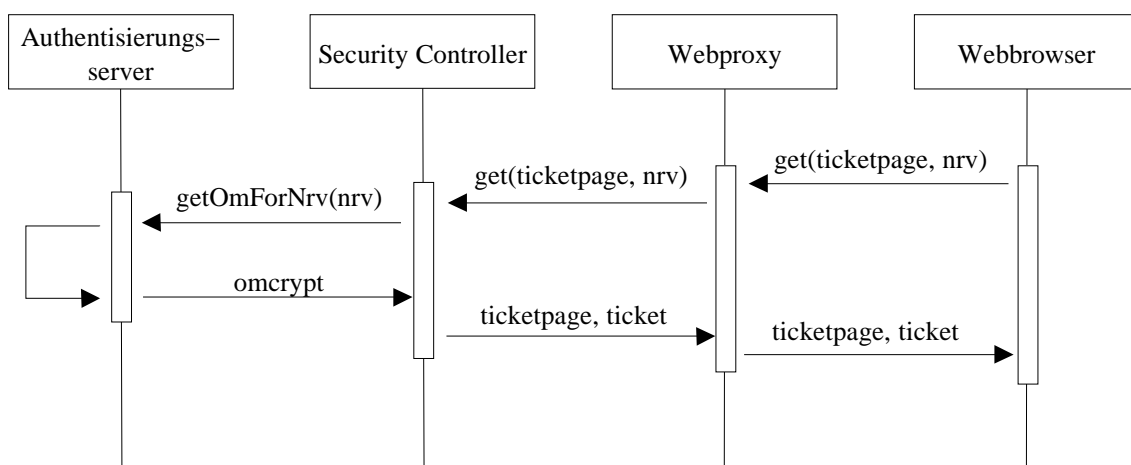 Authentisierungs–
server
Security Controller
Webproxy
Webbrowser
get(ticketpage, nrv)
get(ticketpage, nrv)
getOmForNrv(nrv)
omcrypt
ticketpage, ticket
ticketpage, ticket